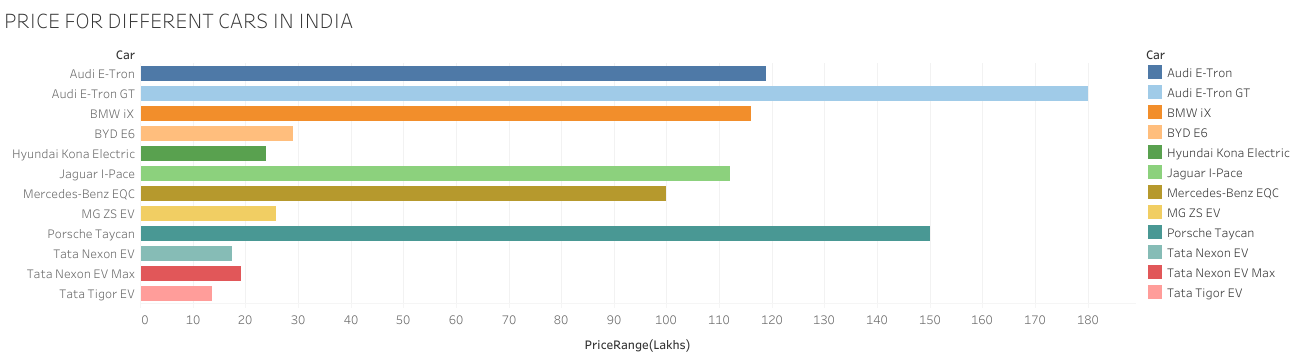 PRICE FOR DIFFERENT CARS IN INDIA
Car
Audi E-Tron
Audi E-Tron GT
BMW iX
BYD E6
Hyundai Kona Electric
Jaguar I-Pace
Mercedes-Benz EQC
MG ZS EV
Porsche Taycan
Tata Nexon EV
Tata Nexon EV Max
Tata Tigor EV
0 10 20 30 40 50 60 70 80 90 100 110 120 130 140 150 160 170 180
PriceRange(Lakhs)
Car
Audi E-Tron
Audi E-Tron GT
BMW iX
BYD E6
Hyundai Kona Electric
Jaguar I-Pace
Mercedes-Benz EQC
MG ZS EV
Porsche Taycan
Tata Nexon EV
Tata Nexon EV Max
Tata Tigor EV